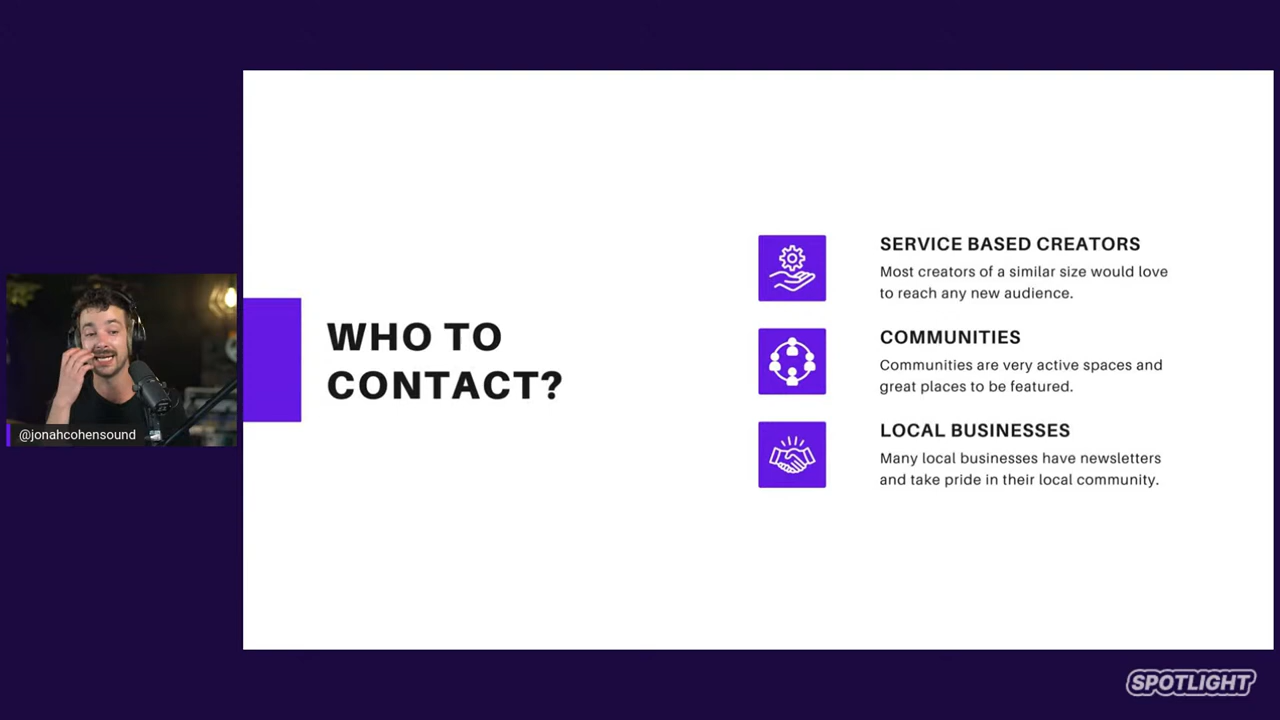 WHO TO
CONTACT?
SERVICE BASED CREATORS
Most creators of a similar size would love
to reach any new audience.
COMMUNITIES
Communities are very active spaces and
great places to be featured.
LOCAL BUSINESSES
Many local businesses have newsletters
and take pride in their local community.
@jonahcohensound
SPOTLIGHT